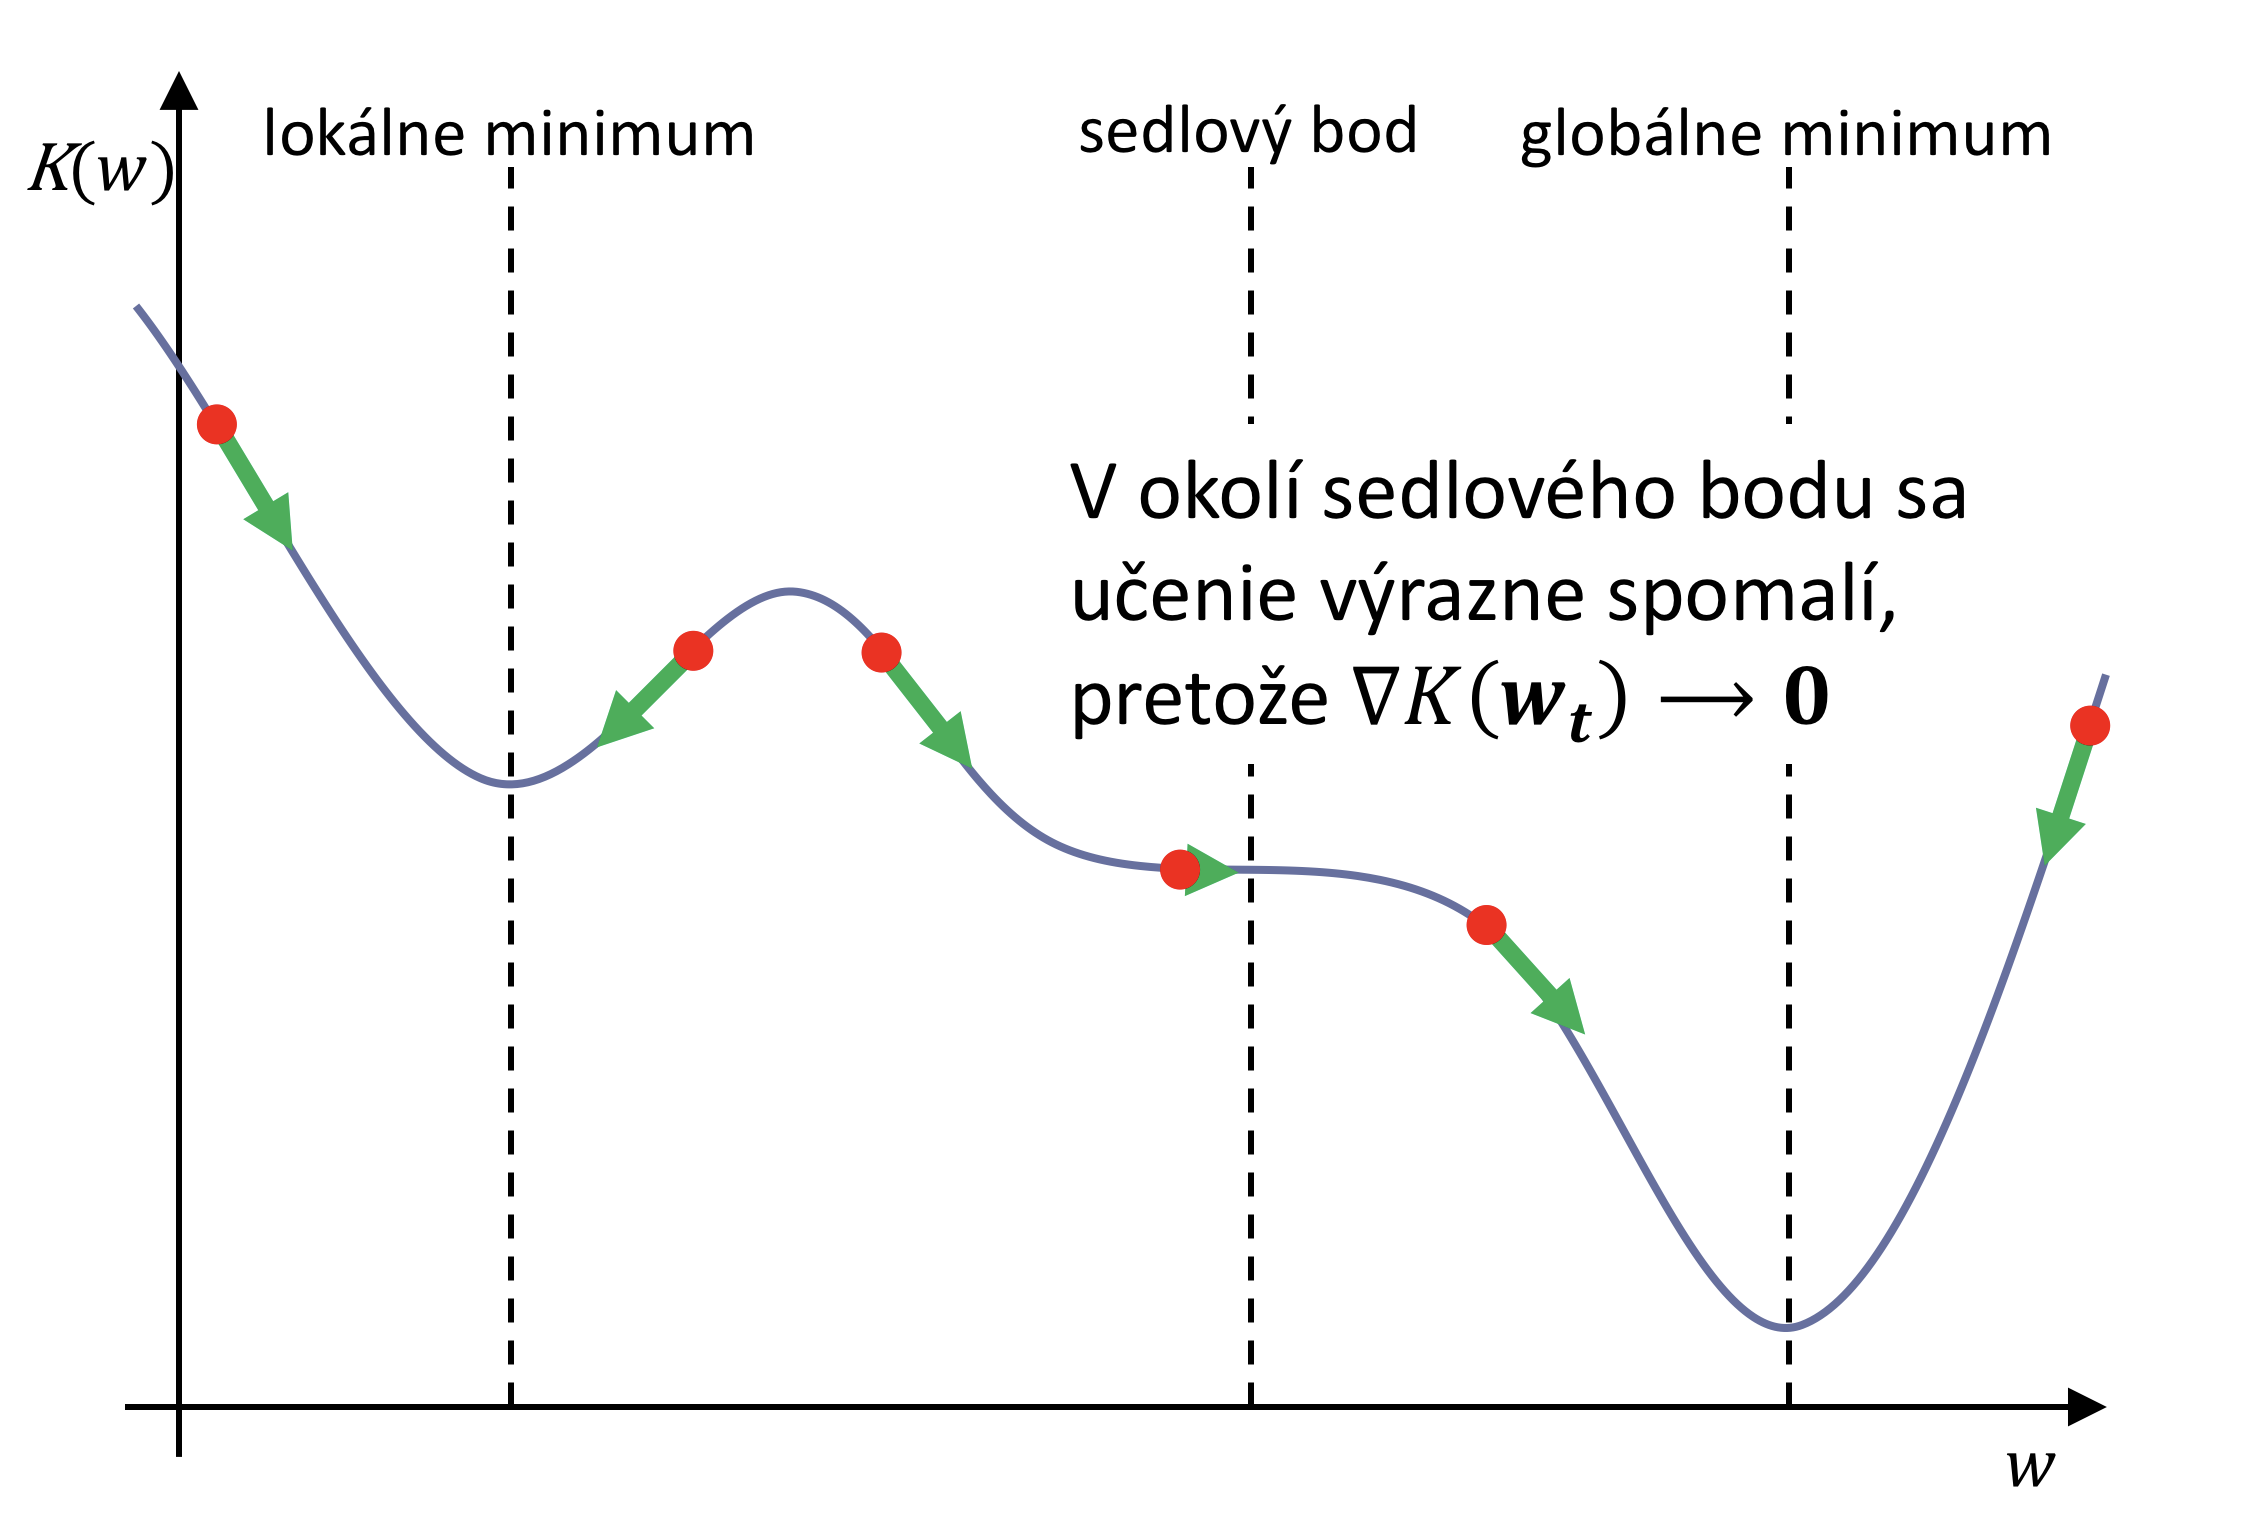 K(w)
lokálne minimum
sedlový bod
globálne minimum
V okolí sedlového bodu sa
učenie výrazne spomalí,
pretože ∇K(𝒘ₜ) ⟶ 𝟎
w